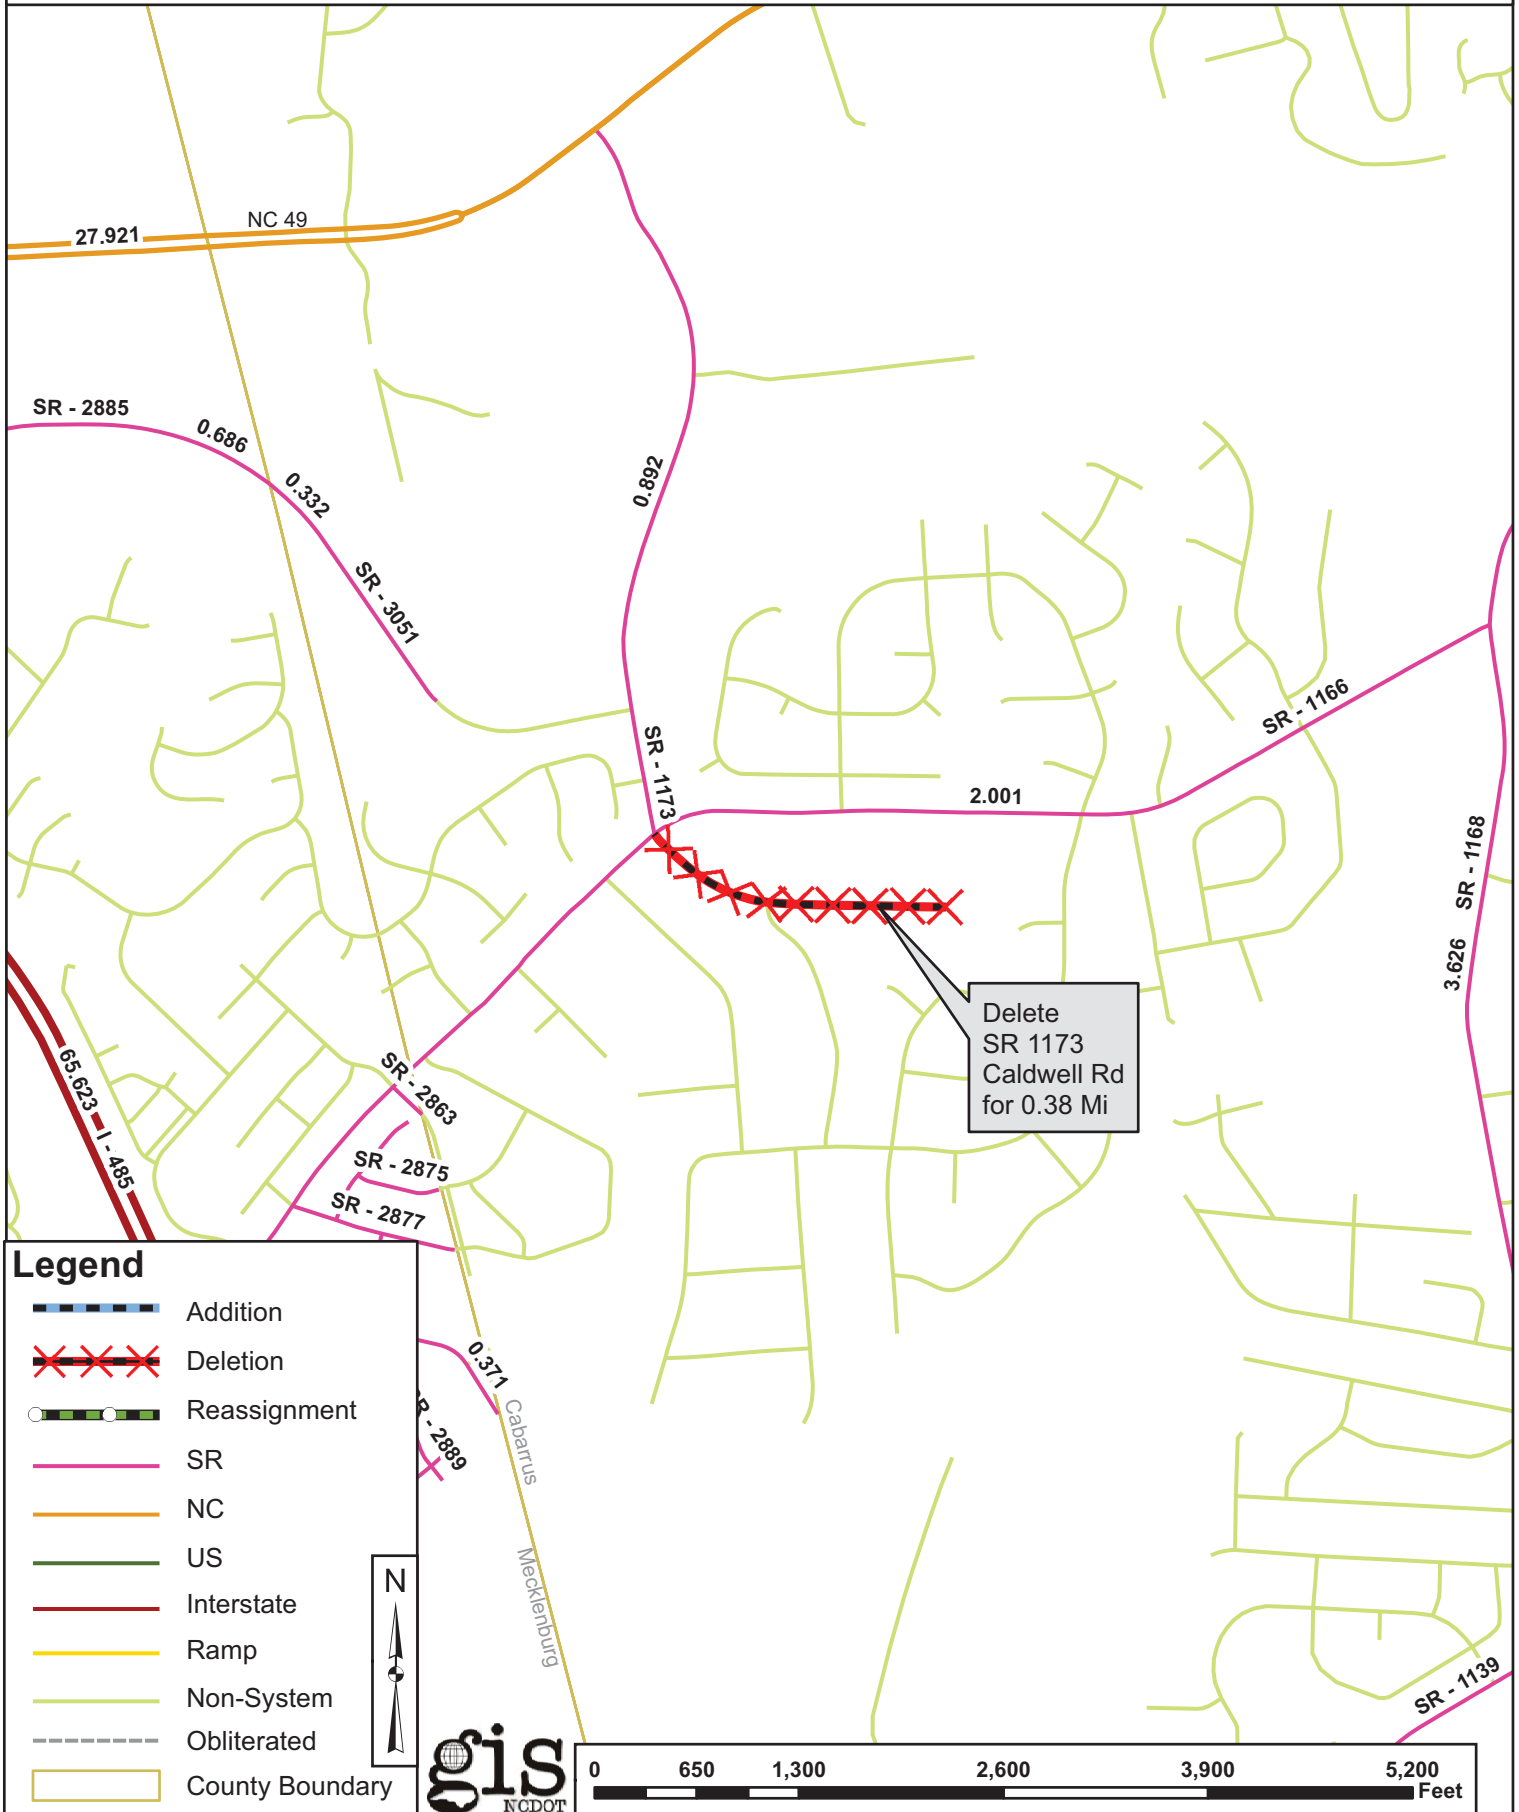 NC 49
27.921
SR - 2885
0.686
0.332
SR - 3051
0.892
SR - 1173
SR - 1166
2.001
SR - 1168
3.626
Delete
SR 1173
Caldwell Rd
for 0.38 Mi
65.623
I - 485
SR - 2863
SR - 2875
SR - 2877
0.371
R - 2889
Cabarrus
Mecklenburg
SR - 1139
Legend
Addition
Deletion
Reassignment
SR
NC
US
Interstate
Ramp
Non-System
Obliterated
County Boundary
N
gis
NCDOT
0 650 1,300 2,600 3,900 5,200
Feet